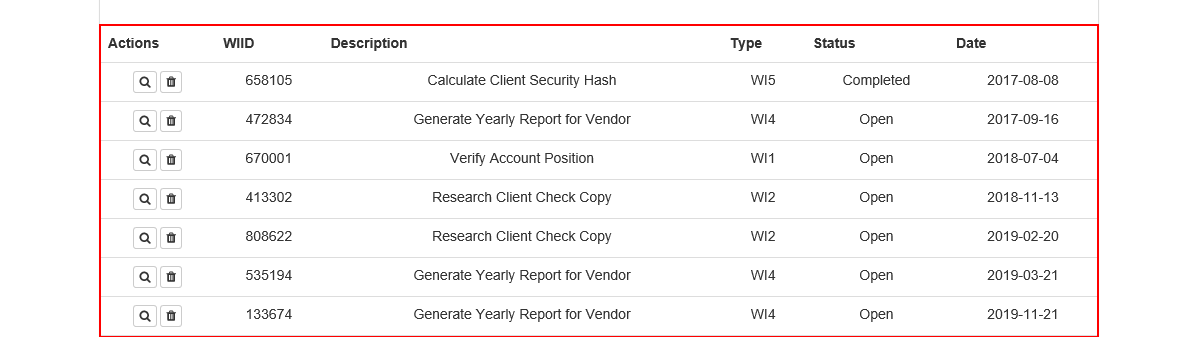 Actions WIID Description Type Status Date
658105 Calculate Client Security Hash WI5 Completed 2017-08-08
472834 Generate Yearly Report for Vendor WI4 Open 2017-09-16
670001 Verify Account Position WI1 Open 2018-07-04
413302 Research Client Check Copy WI2 Open 2018-11-13
808622 Research Client Check Copy WI2 Open 2019-02-20
535194 Generate Yearly Report for Vendor WI4 Open 2019-03-21
133674 Generate Yearly Report for Vendor WI4 Open 2019-11-21